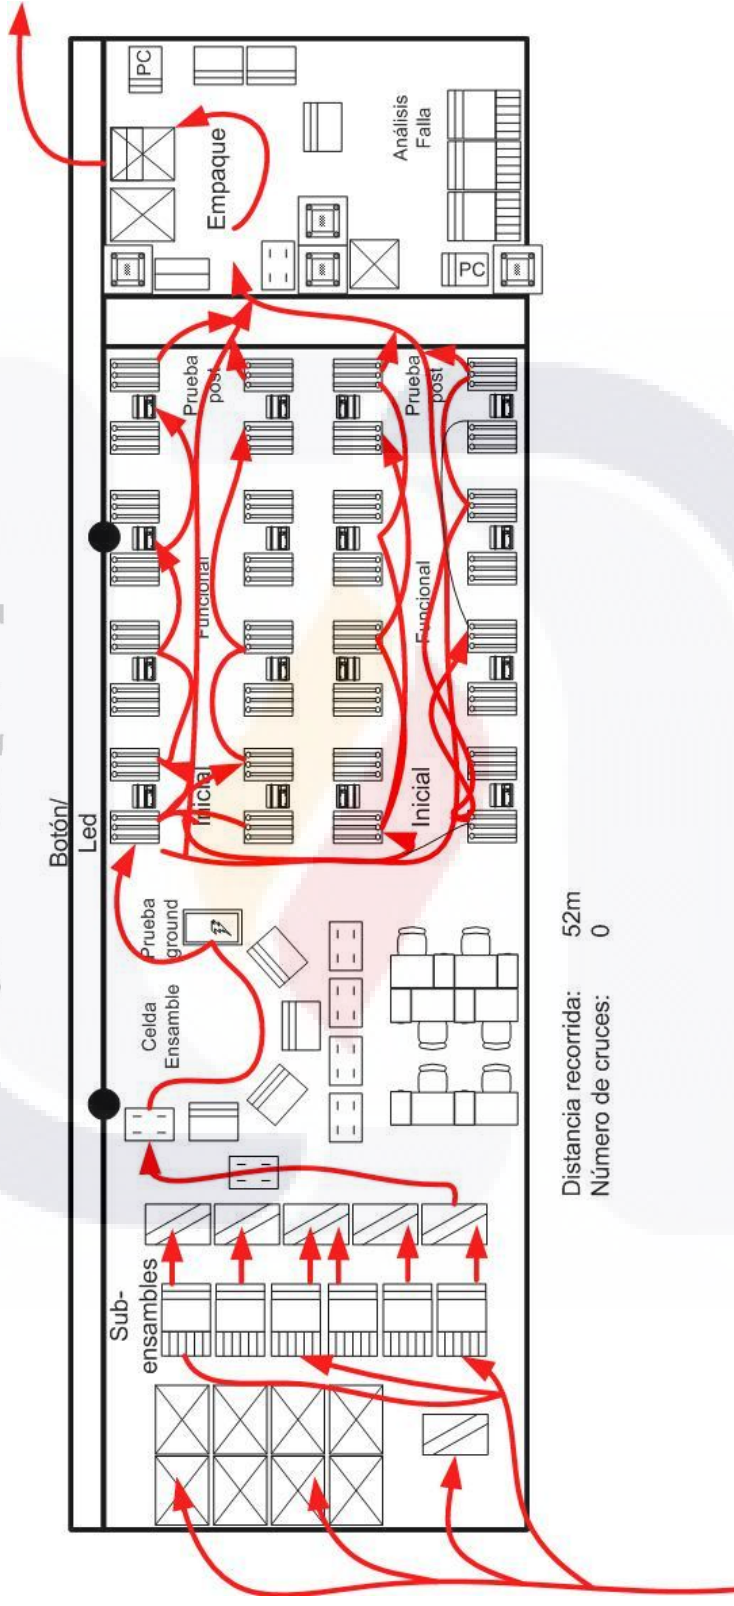 PC
Empaque
Análisis
Falla
PC
Prueba
post
Prueba
post
Funcional
Funcional
Inicial
Inicial
Botón/
Led
Prueba
ground
Celda
Ensamble
Sub-
ensambles
Distancia recorrida: 52m
Número de cruces: 0